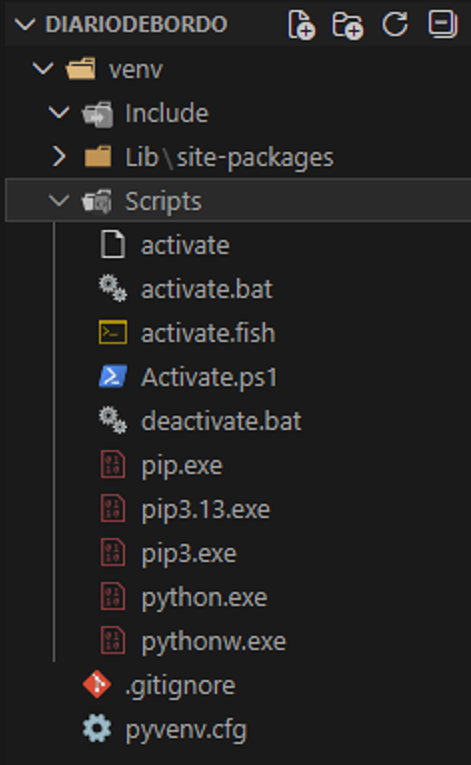 DIARIODEBORDO
venv
Include
Lib\site-packages
Scripts
activate
activate.bat
activate.fish
Activate.ps1
deactivate.bat
pip.exe
pip3.13.exe
pip3.exe
python.exe
pythonw.exe
.gitignore
pyvenv.cfg